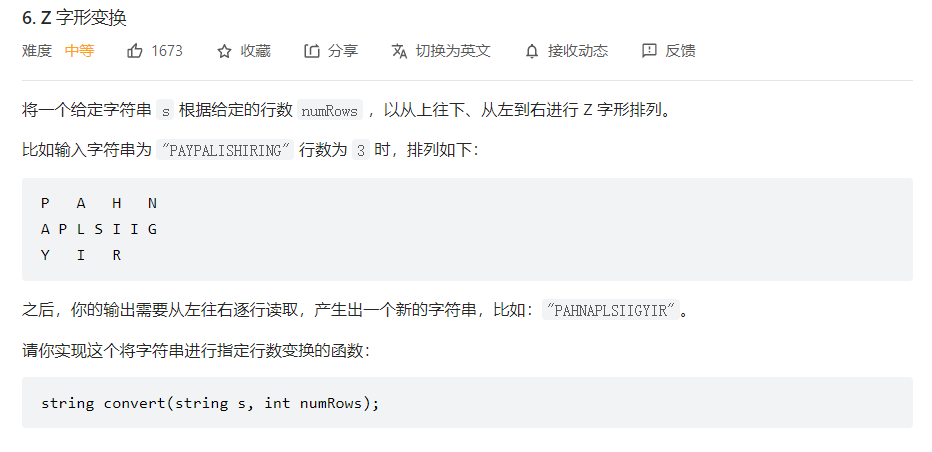 6. Z 字形变换
难度 中等 1673 收藏 分享 切换为英文 接收动态 反馈
将一个给定字符串 s 根据给定的行数 numRows ，以从上往下、从左到右进行 Z 字形排列。
比如输入字符串为 "PAYPALISHIRING" 行数为 3 时，排列如下：
P   A   H   N
A P L S I I G
Y   I   R
之后，你的输出需要从左往右逐行读取，产生出一个新的字符串，比如："PAHNAPLSIIGYIR"。
请你实现这个将字符串进行指定行数变换的函数：
string convert(string s, int numRows);